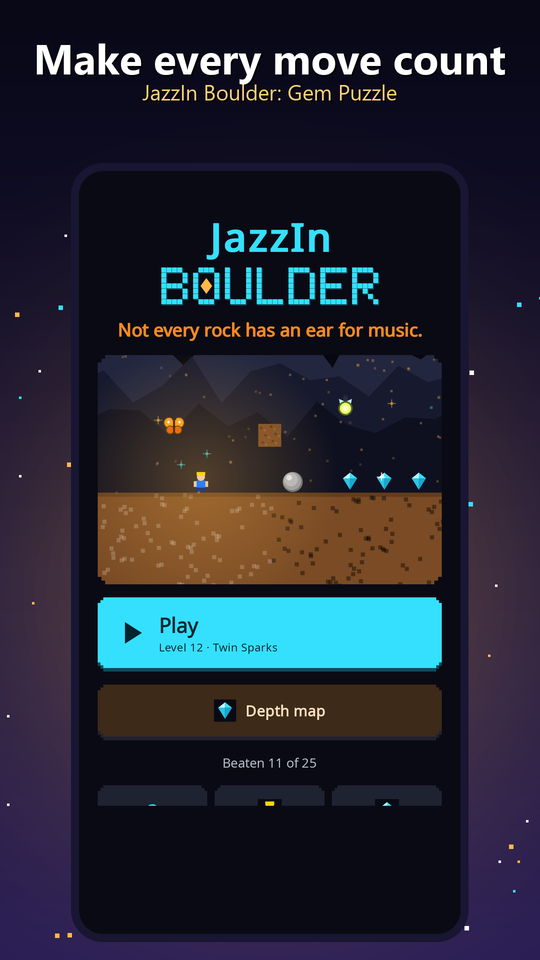 Make every move count
JazzIn Boulder: Gem Puzzle
JazzIn
BOULDER
Not every rock has an ear for music.
Play
Level 12 · Twin Sparks
Depth map
Beaten 11 of 25